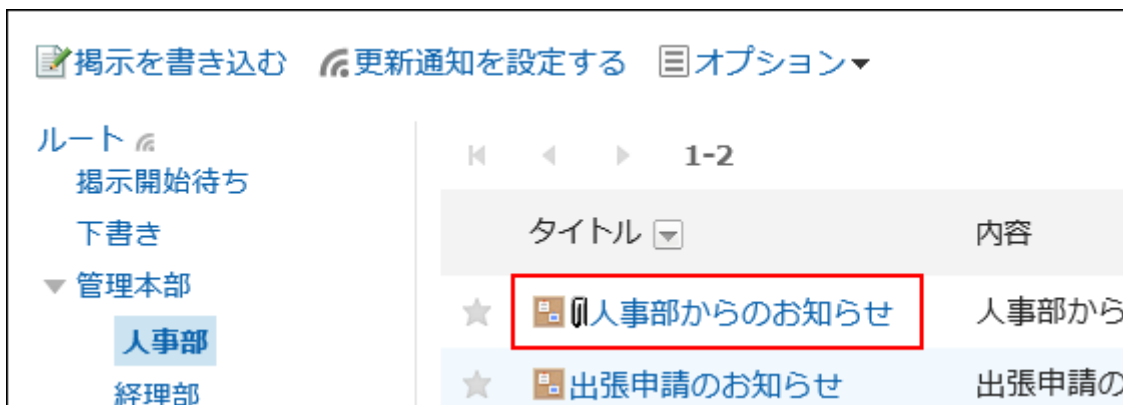 掲示を書き込む 更新通知を設定する オプション
ルート
掲示開始待ち
下書き
管理本部
人事部
経理部
1-2
タイトル 内容
人事部からのお知らせ 人事部から
出張申請のお知らせ 出張申請の